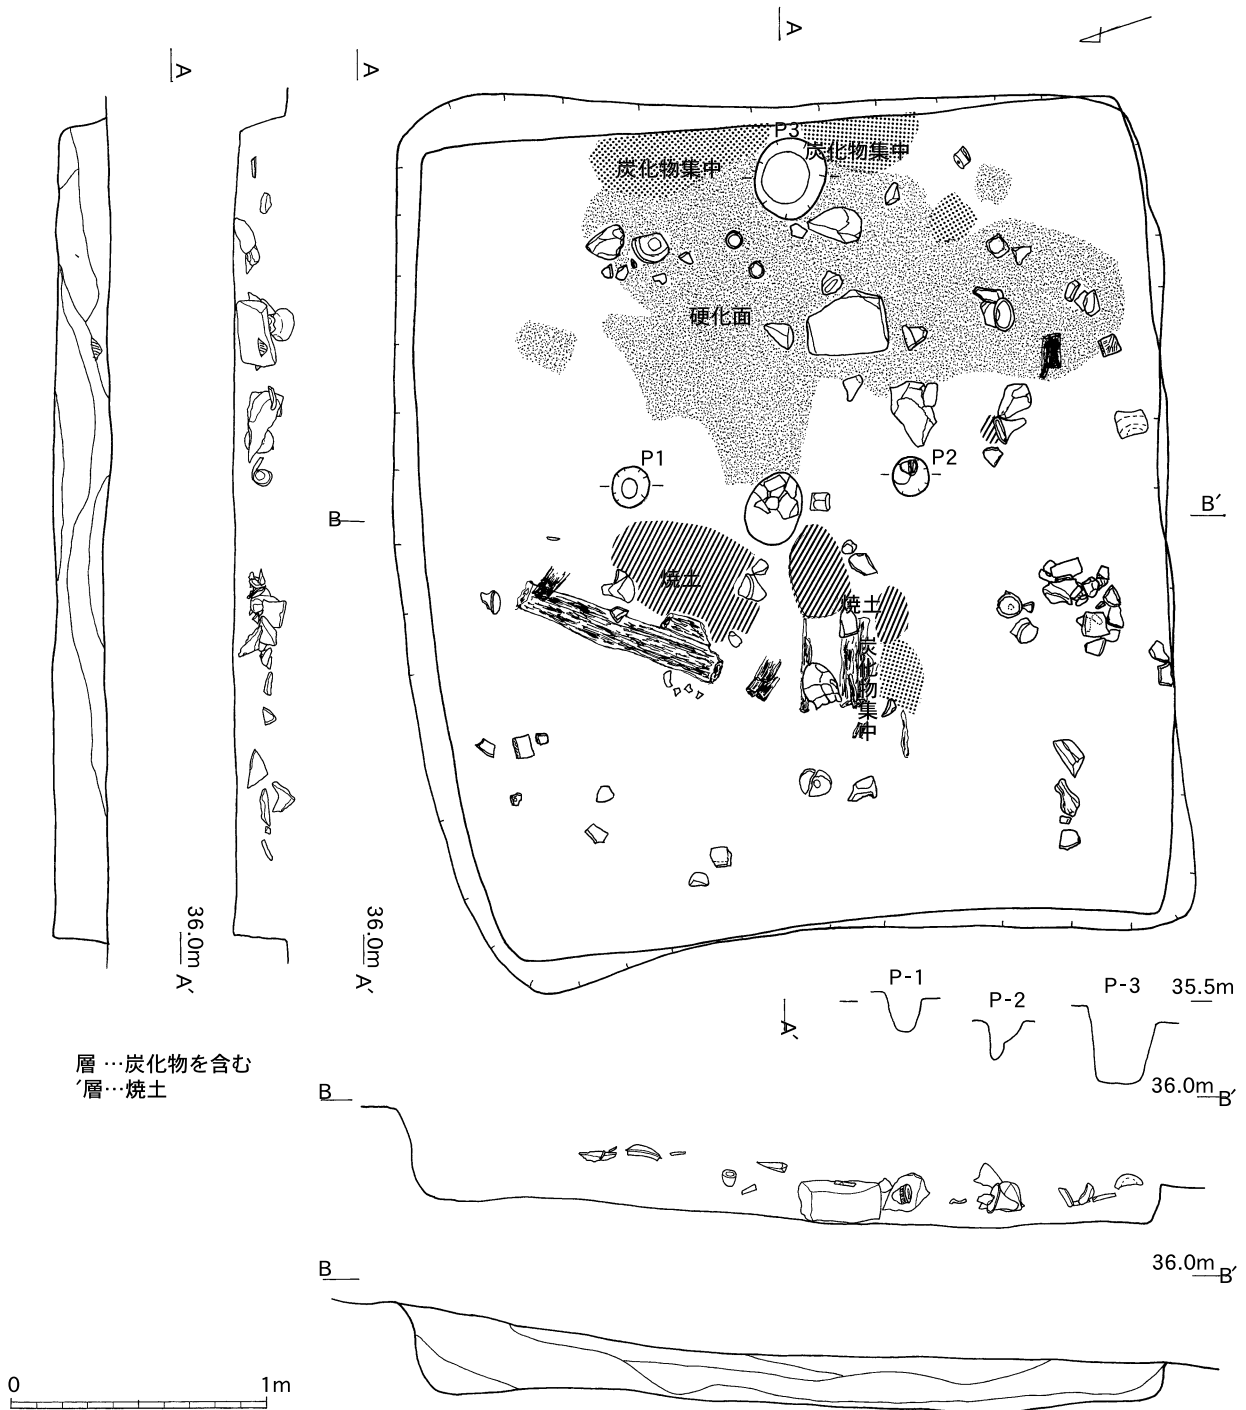 A
A
A
P3
炭化物集中
炭化物集中
硬化面
P1
P2
B
B′
焼土
焼土
炭化物集中
36.0m
A′
36.0m
A′
A′
P-1
P-2
P-3
35.5m
層…炭化物を含む
′層…焼土
B
36.0m
B′
B
36.0m
B′
0
1m